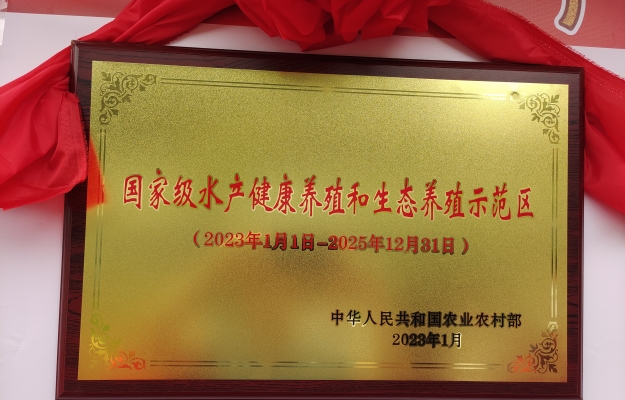 国家级水产健康养殖和生态养殖示范区
（2023年1月1日-2025年12月31日）
中华人民共和国农业农村部
2023年1月